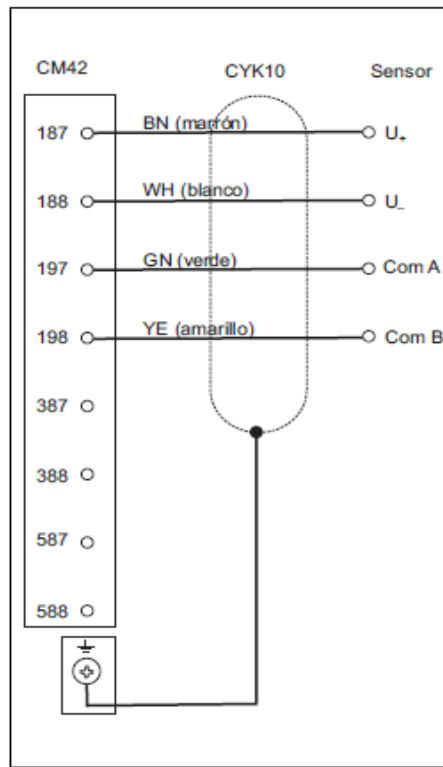 CM42 CYK10 Sensor
187 BN (marrón) U₊
188 WH (blanco) U₋
197 GN (verde) Com A
198 YE (amarillo) Com B
387
388
587
588